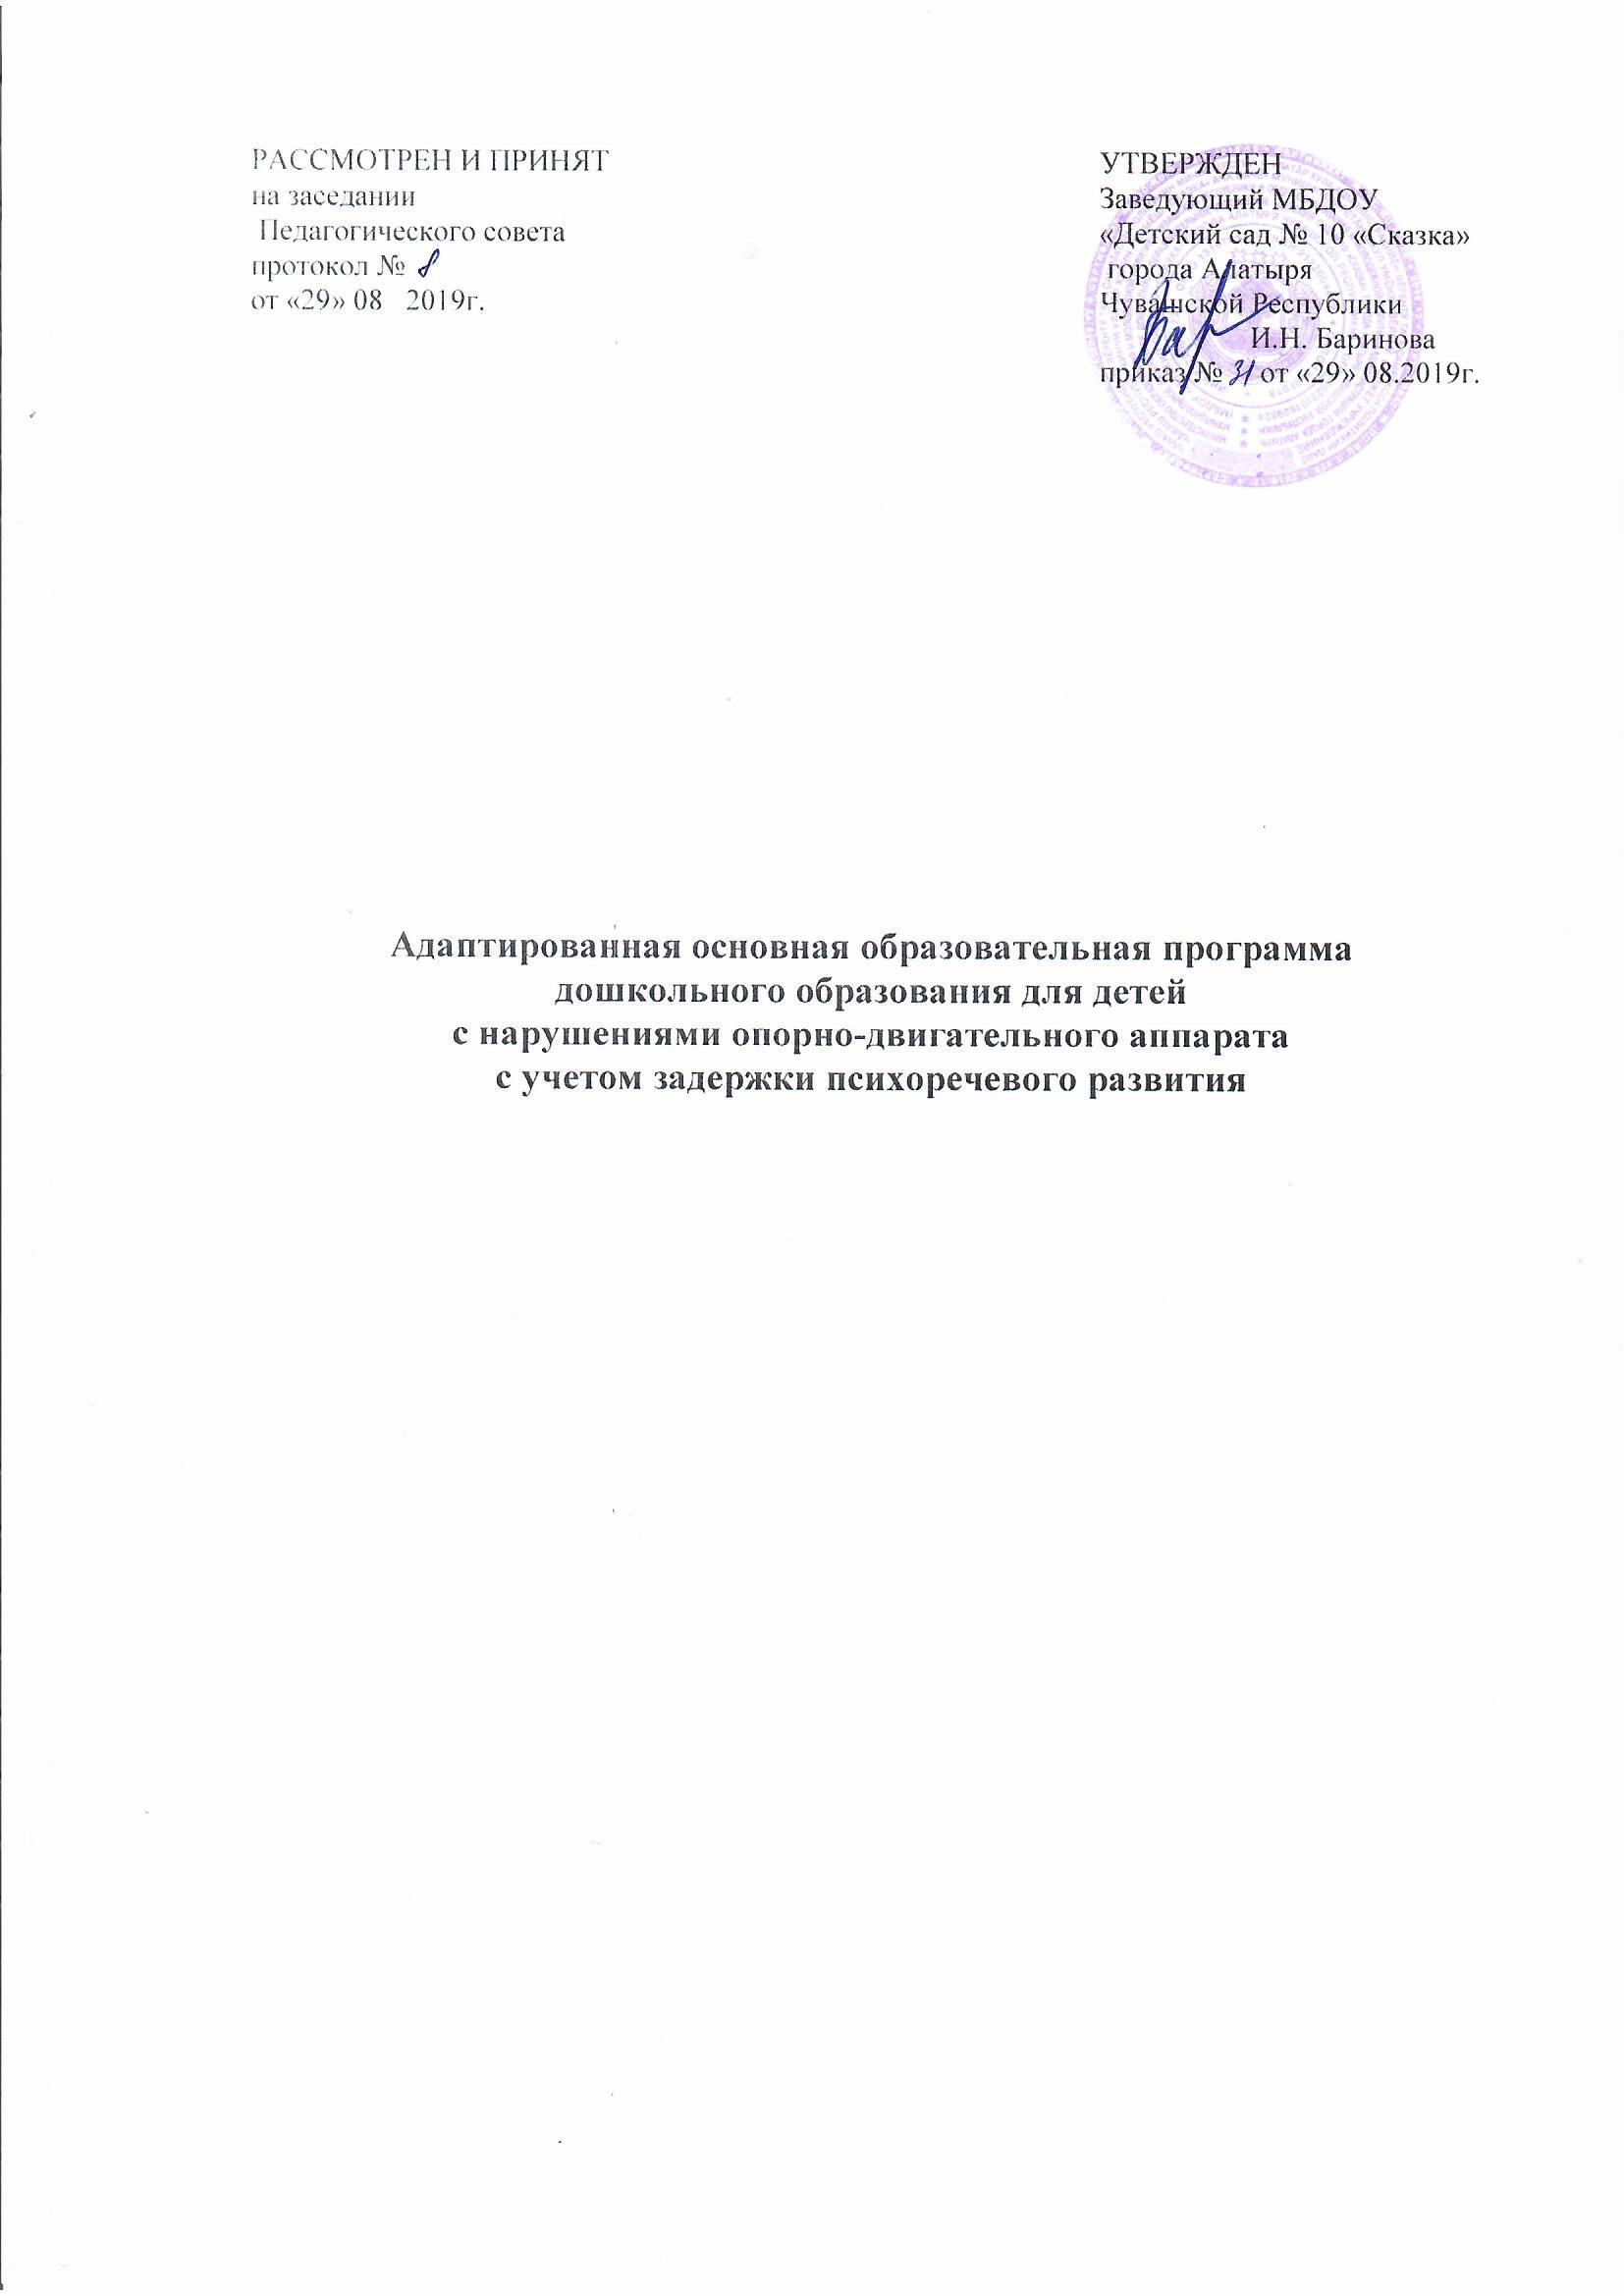 РАССМОТРЕН И ПРИНЯТ
на заседании
Педагогического совета
протокол № 8
от «29» 08 2019г.
УТВЕРЖДЕН
Заведующий МБДОУ
«Детский сад № 10 «Сказка»
города Алатыря
Чувашской Республики
И.Н. Баринова
приказ № 31 от «29» 08.2019г.
Адаптированная основная образовательная программа
дошкольного образования для детей
с нарушениями опорно-двигательного аппарата
с учетом задержки психоречевого развития